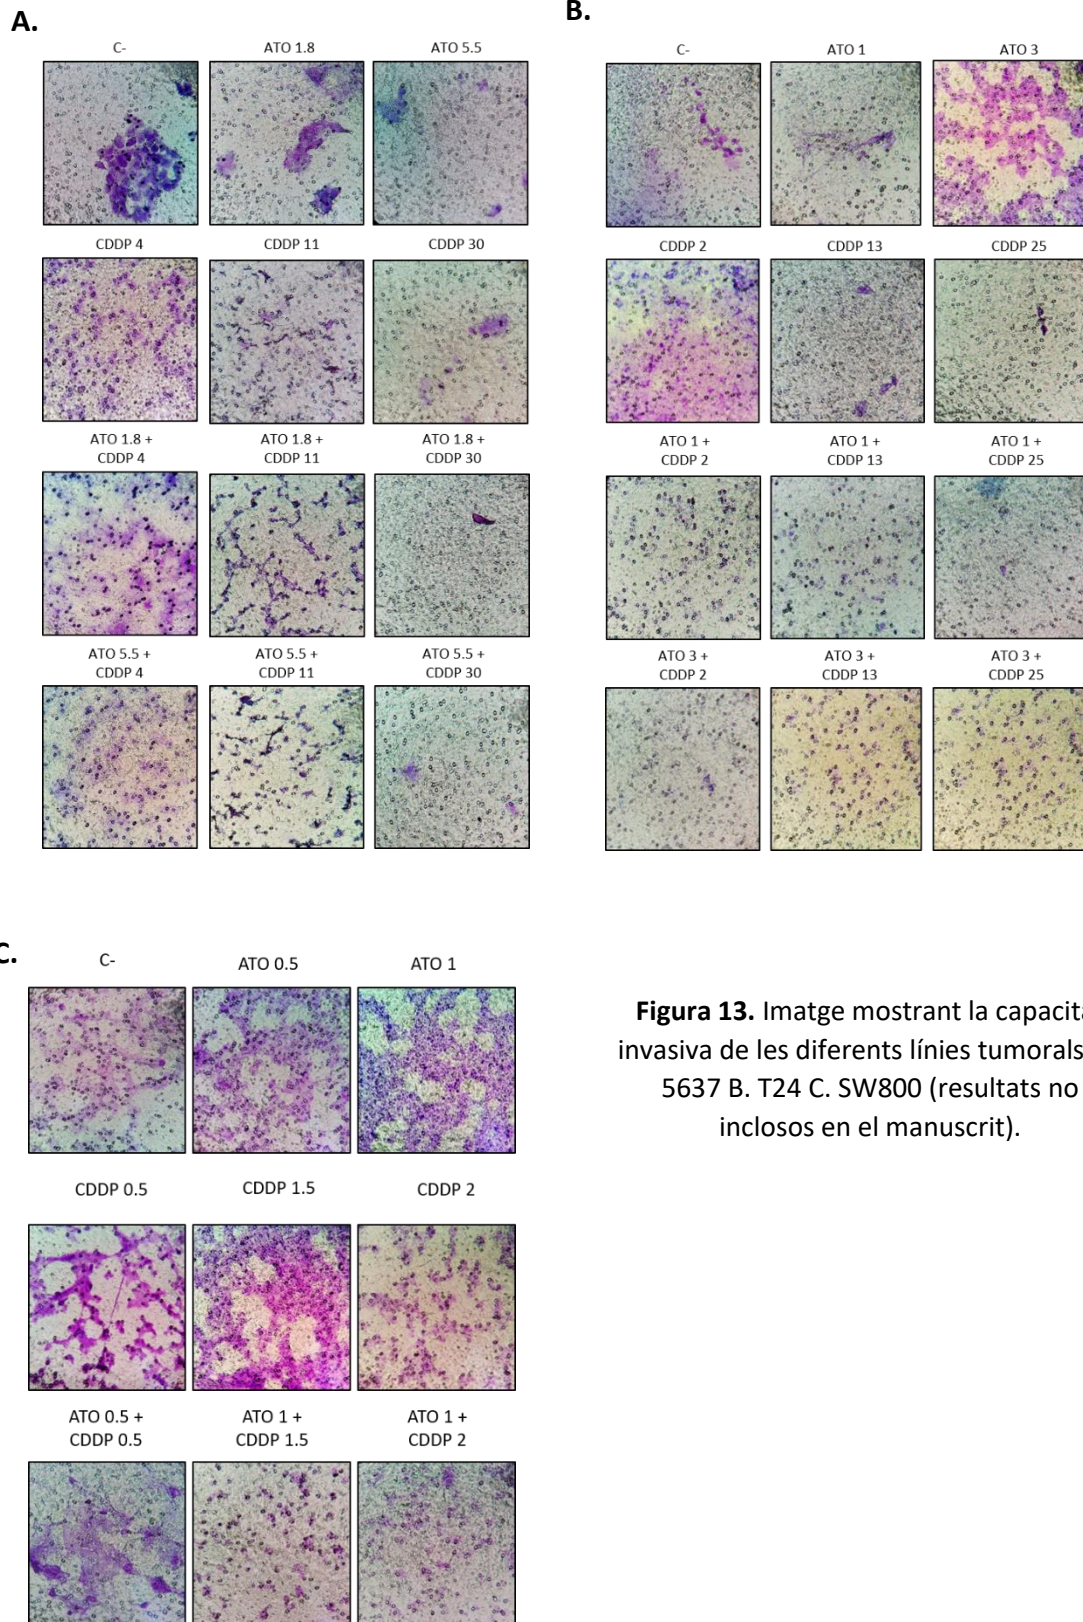 A.
C-
ATO 1.8
ATO 5.5
CDDP 4
CDDP 11
CDDP 30
ATO 1.8 +
CDDP 4
ATO 1.8 +
CDDP 11
ATO 1.8 +
CDDP 30
ATO 5.5 +
CDDP 4
ATO 5.5 +
CDDP 11
ATO 5.5 +
CDDP 30
B.
C-
ATO 1
ATO 3
CDDP 2
CDDP 13
CDDP 25
ATO 1 +
CDDP 2
ATO 1 +
CDDP 13
ATO 1 +
CDDP 25
ATO 3 +
CDDP 2
ATO 3 +
CDDP 13
ATO 3 +
CDDP 25
C.
C-
ATO 0.5
ATO 1
CDDP 0.5
CDDP 1.5
CDDP 2
ATO 0.5 +
CDDP 0.5
ATO 1 +
CDDP 1.5
ATO 1 +
CDDP 2
Figura 13. Imatge mostrant la capacita
invasiva de les diferents línies tumorals
5637 B. T24 C. SW800 (resultats no
inclosos en el manuscrit).